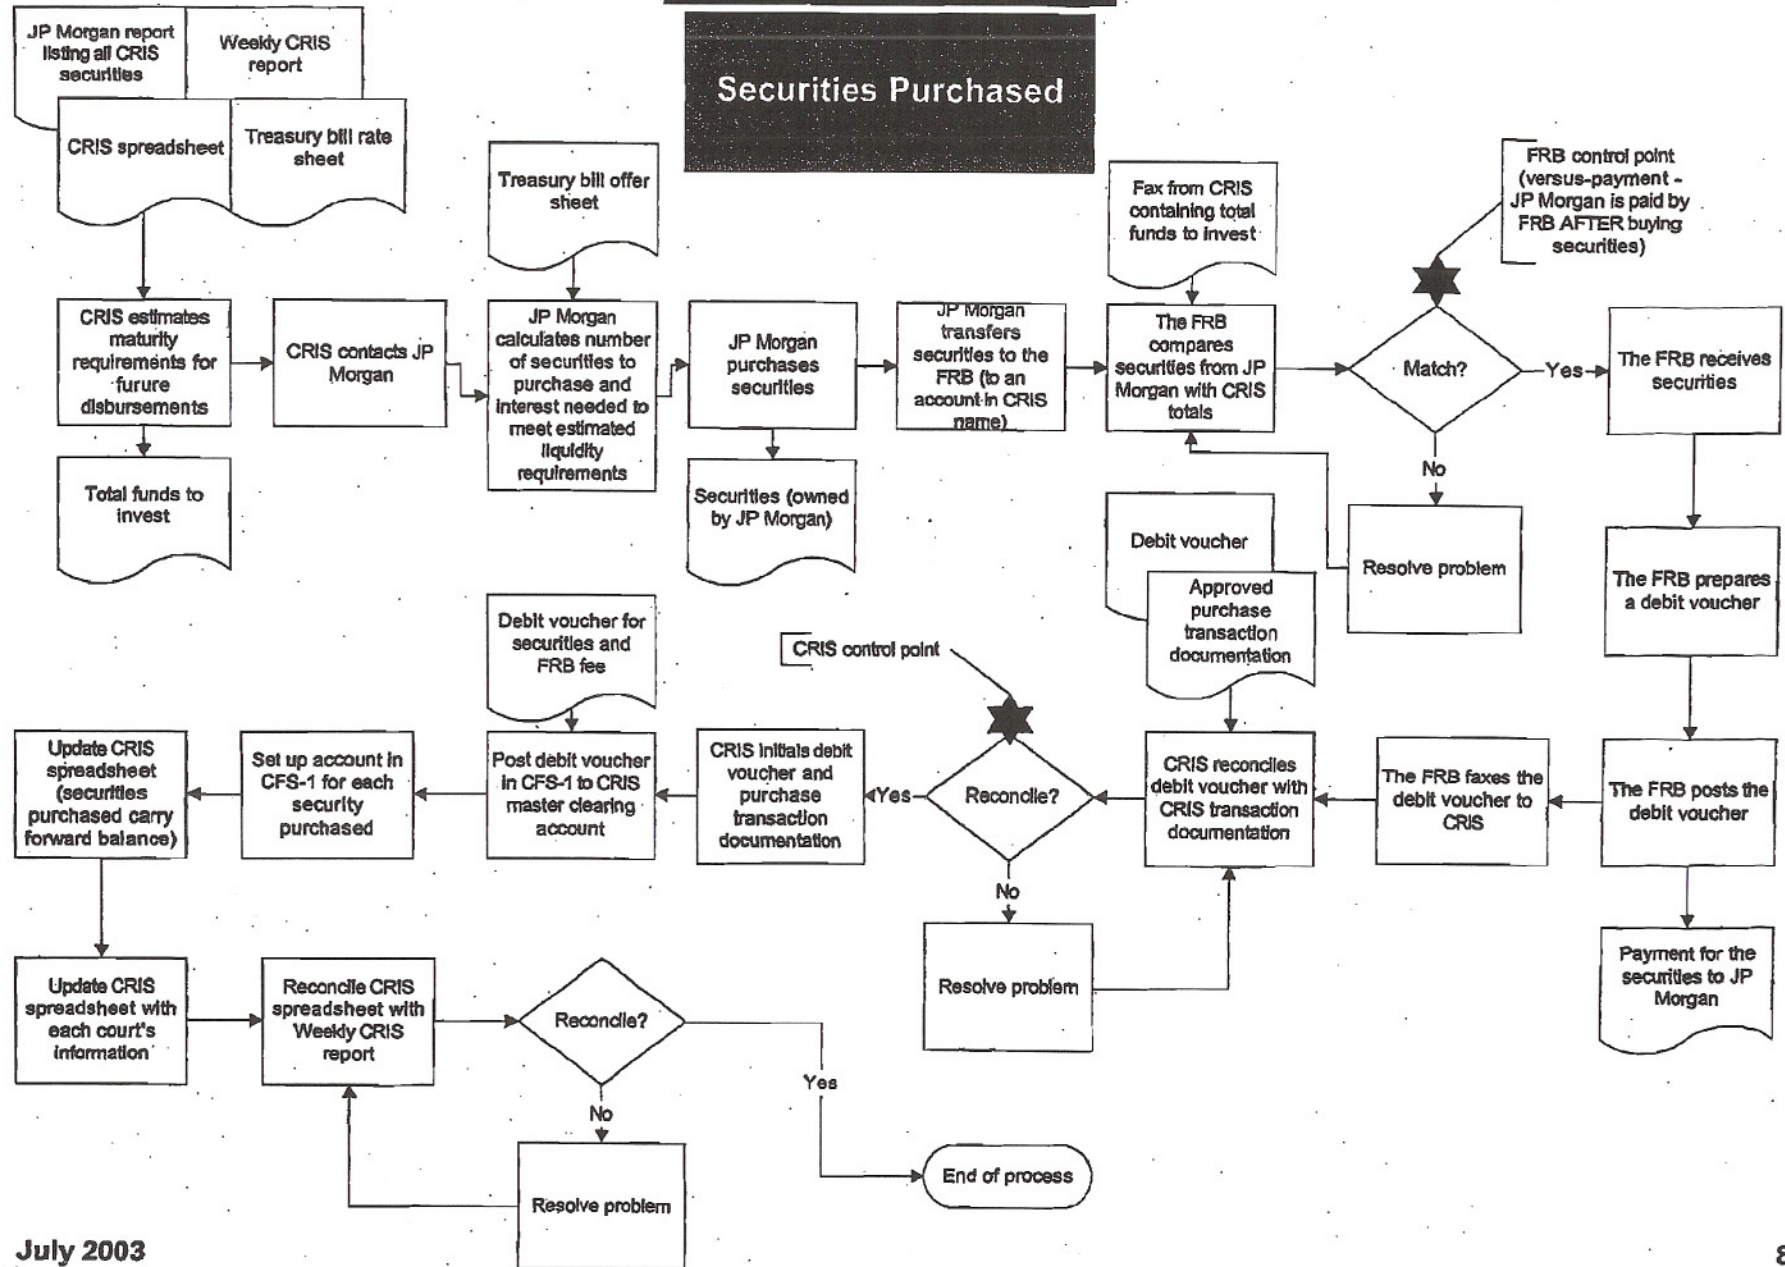 JP Morgan report
listing all CRIS
securities
Weekly CRIS
report
CRIS spreadsheet
Treasury bill rate
sheet
Securities Purchased
Treasury bill offer
sheet
Fax from CRIS
containing total
funds to invest
FRB control point
(versus-payment -
JP Morgan is paid by
FRB AFTER buying
securities)
CRIS estimates
maturity
requirements for
furure
disbursements
CRIS contacts JP
Morgan
JP Morgan
calculates number
of securities to
purchase and
interest needed to
meet estimated
liquidity
requirements
JP Morgan
purchases
securities
JP Morgan
transfers
securities to the
FRB (to an
account in CRIS
name)
The FRB
compares
securities from JP
Morgan with CRIS
totals
Match?
Yes
The FRB receives
securities
No
Total funds to
invest
Securities (owned
by JP Morgan)
Debit voucher
Approved
purchase
transaction
documentation
Resolve problem
The FRB prepares
a debit voucher
Debit voucher for
securities and
FRB fee
CRIS control point
Update CRIS
spreadsheet
(securities
purchased carry
forward balance)
Set up account in
CFS-1 for each
security
purchased
Post debit voucher
in CFS-1 to CRIS
master clearing
account
CRIS initials debit
voucher and
purchase
transaction
documentation
Yes
Reconcile?
CRIS reconciles
debit voucher with
CRIS transaction
documentation
The FRB faxes the
debit voucher to
CRIS
The FRB posts the
debit voucher
No
Resolve problem
Payment for the
securities to JP
Morgan
Update CRIS
spreadsheet with
each court's
information
Reconcile CRIS
spreadsheet with
Weekly CRIS
report
Reconcile?
Yes
No
Resolve problem
End of process
July 2003
8